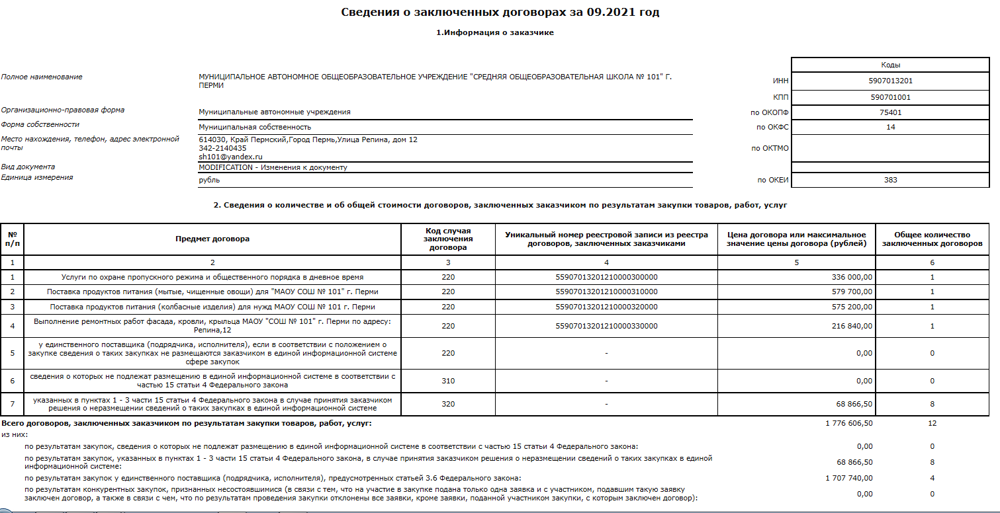 Сведения о заключенных договорах за 09.2021 год
1.Информация о заказчике
Коды
Полное наименование
МУНИЦИПАЛЬНОЕ АВТОНОМНОЕ ОБЩЕОБРАЗОВАТЕЛЬНОЕ УЧРЕЖДЕНИЕ "СРЕДНЯЯ ОБЩЕОБРАЗОВАТЕЛЬНАЯ ШКОЛА № 101" Г.
ПЕРМИ
ИНН 5907013201
КПП 590701001
Организационно-правовая форма Муниципальные автономные учреждения по ОКОПФ 75401
Форма собственности Муниципальная собственность по ОКФС 14
Место нахождения, телефон, адрес электронной
почты
614030, Край Пермский,Город Пермь,Улица Репина, дом 12
342-2140435
sh101@yandex.ru
по ОКТМО
Вид документа MODIFICATION - Изменения к документу
Единица измерения рубль по ОКЕИ 383
2. Сведения о количестве и об общей стоимости договоров, заключенных заказчиком по результатам закупки товаров, работ, услуг
№
п/п
Предмет договора
Код случая
заключения
договора
Уникальный номер реестровой записи из реестра
договоров, заключенных заказчиками
Цена договора или максимальное
значение цены договора (рублей)
Общее количество
заключенных договоров
1 2 3 4 5 6
1 Услуги по охране пропускного режима и общественного порядка в дневное время 220 55907013201210000300000 336 000,00 1
2 Поставка продуктов питания (мытые, чищенные овощи) для "МАОУ СОШ № 101" г. Перми 220 55907013201210000310000 579 700,00 1
3 Поставка продуктов питания (колбасные изделия) для нужд МАОУ СОШ № 101 г. Перми 220 55907013201210000320000 575 200,00 1
4 Выполнение ремонтных работ фасада, кровли, крыльца МАОУ "СОШ № 101" г. Перми по адресу:
Репина,12
220 55907013201210000330000 216 840,00 1
5 у единственного поставщика (подрядчика, исполнителя), если в соответствии с положением о
закупке сведения о таких закупках не размещаются заказчиком в единой информационной системе
сфере закупок
220 - 0,00 0
6 сведения о которых не подлежат размещению в единой информационной системе в соответствии с
частью 15 статьи 4 Федерального закона
310 - 0,00 0
7 указанных в пунктах 1 - 3 части 15 статьи 4 Федерального закона в случае принятия заказчиком
решения о неразмещении сведений о таких закупках в единой информационной системе
320 - 68 866,50 8
Всего договоров, заключенных заказчиком по результатам закупки товаров, работ, услуг: 1 776 606,50 12
из них:
по результатам закупок, сведения о которых не подлежат размещению в единой информационной системе в соответствии с частью 15 статьи 4 Федерального закона: 0,00 0
по результатам закупок, указанных в пунктах 1 - 3 части 15 статьи 4 Федерального закона, в случае принятия заказчиком решения о неразмещении сведений о таких закупках в единой
информационной системе:
68 866,50 8
по результатам закупок у единственного поставщика (подрядчика, исполнителя), предусмотренных статьей 3.6 Федерального закона: 1 707 740,00 4
по результатам конкурентных закупок, признанных несостоявшимися (в связи с тем, что на участие в закупке подана только одна заявка и с участником, подавшим такую заявку
заключен договор, а также в связи с чем, что по результатам проведения закупки отклонены все заявки, кроме заявки, поданной участником закупки, с которым заключен договор):
0,00 0